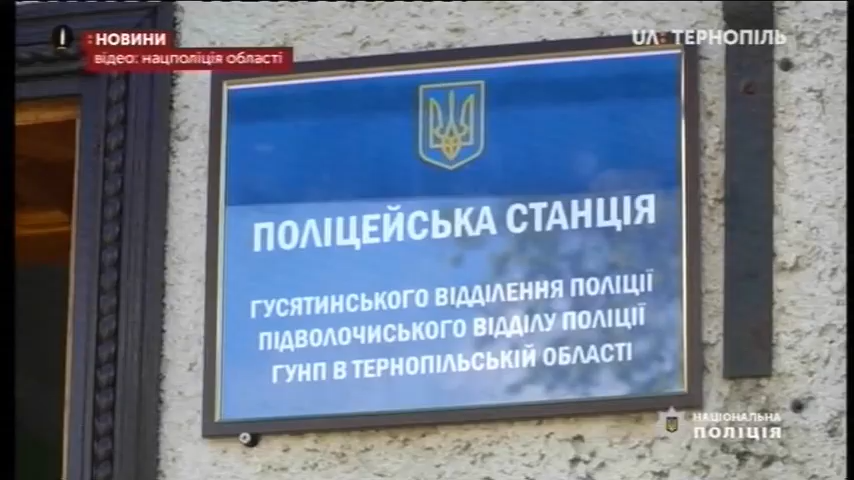 :НОВИНИ
відео: нацполіція області
UA: ТЕРНОПІЛЬ
ПОЛІЦЕЙСЬКА СТАНЦІЯ
ГУСЯТИНСЬКОГО ВІДДІЛЕННЯ ПОЛІЦІЇ
ПІДВОЛОЧИСЬКОГО ВІДДІЛУ ПОЛІЦІЇ
ГУНП В ТЕРНОПІЛЬСЬКІЙ ОБЛАСТІ
НАЦІОНАЛЬНА
ПОЛІЦІЯ